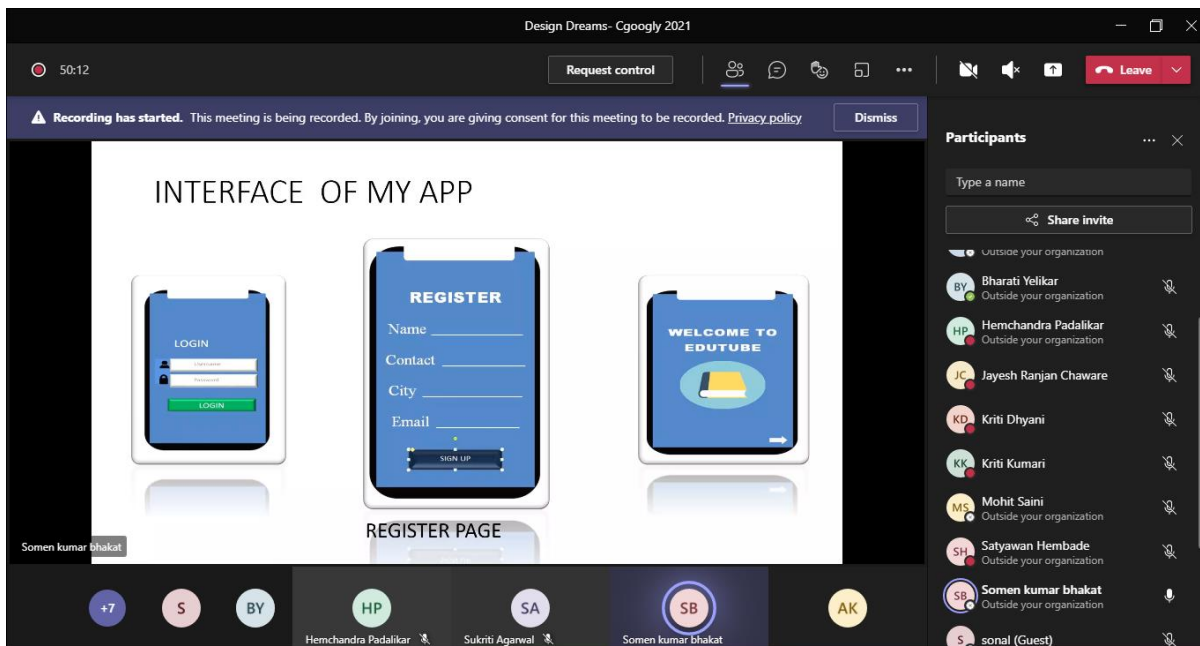 Design Dreams- Cgoogly 2021
50:12
Request control
Leave
Recording has started. This meeting is being recorded. By joining, you are giving consent for this meeting to be recorded. Privacy policy
Dismiss
INTERFACE OF MY APP
LOGIN
Username
Password
LOGIN
REGISTER
Name
Contact
City
Email
SIGN UP
WELCOME TO
EDUTUBE
REGISTER PAGE
Somen kumar bhakat
+7
S
BY
HP
SA
SB
AK
Hemchandra Padalikar
Sukriti Agarwal
Somen kumar bhakat
Participants
Type a name
Share invite
Outside your organization
BY
Bharati Yelikar
Outside your organization
HP
Hemchandra Padalikar
Outside your organization
JC
Jayesh Ranjan Chaware
KD
Kriti Dhyani
KK
Kriti Kumari
MS
Mohit Saini
Outside your organization
SH
Satyawan Hembade
Outside your organization
SB
Somen kumar bhakat
Outside your organization
S
sonal (Guest)